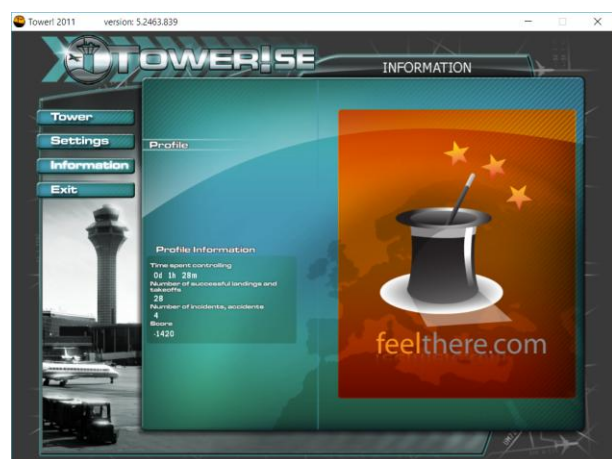 Tower! 2011 version: 5.2463.839
TOWER!SE
INFORMATION
Tower
Settings
Information
Exit
Profile
Profile Information
Time spent controlling
0d 1h 28m
Number of successful landings and
takeoffs
28
Number of incidents, accidents
4
Score
-1420
feelthere.com